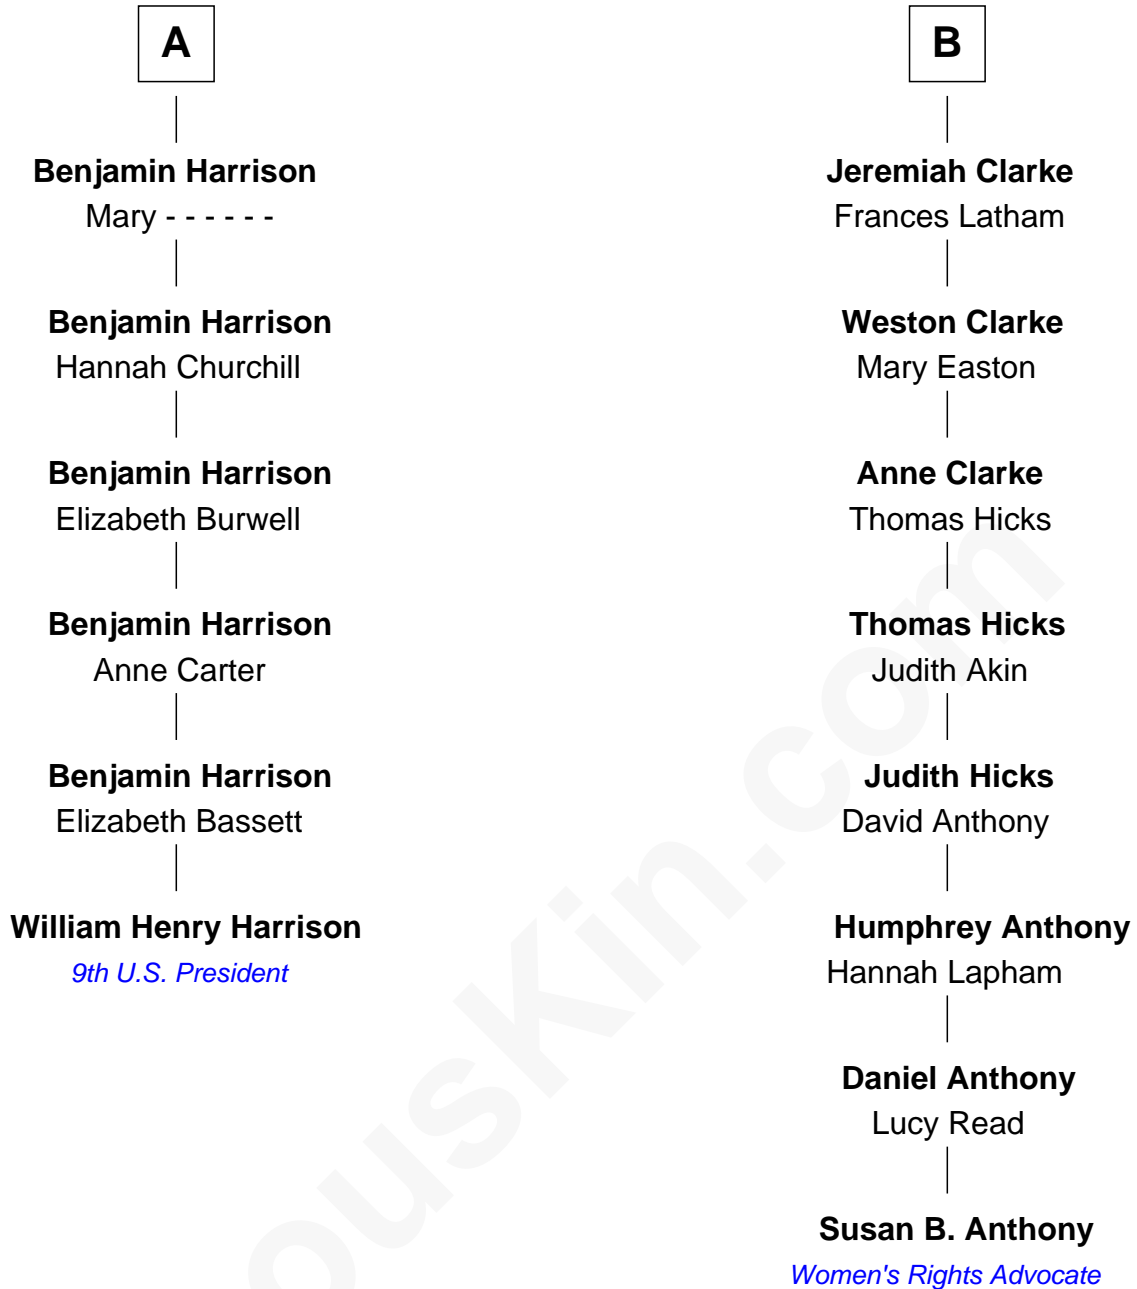 A
Benjamin Harrison
Mary - - - - - -
Benjamin Harrison
Hannah Churchill
Benjamin Harrison
Elizabeth Burwell
Benjamin Harrison
Anne Carter
Benjamin Harrison
Elizabeth Bassett
William Henry Harrison
9th U.S. President
B
Jeremiah Clarke
Frances Latham
Weston Clarke
Mary Easton
Anne Clarke
Thomas Hicks
Thomas Hicks
Judith Akin
Judith Hicks
David Anthony
Humphrey Anthony
Hannah Lapham
Daniel Anthony
Lucy Read
Susan B. Anthony
Women's Rights Advocate
ousKin.com